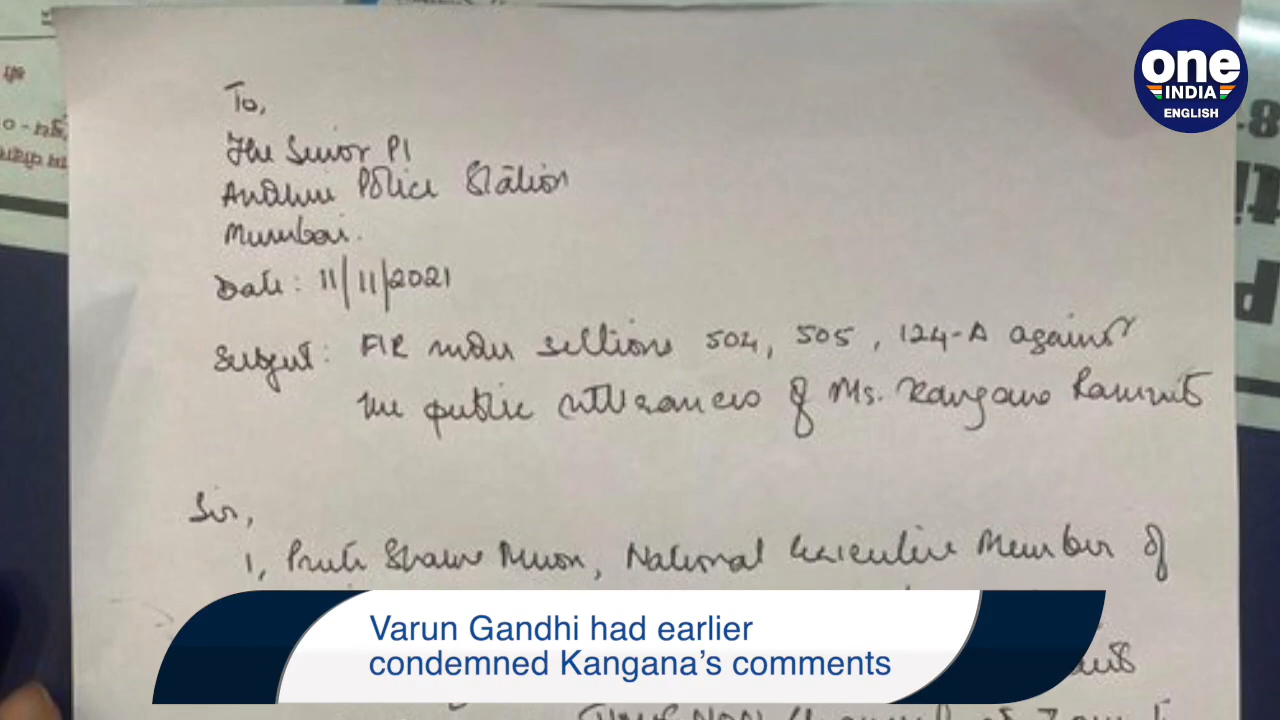 one
INDIA
ENGLISH
To,
The Senior PI
Andheri Police Station
Mumbai.
Date: 11/11/2021
Subject: FIR under sections 504, 505, 124-A against
the public utterances of Ms. Kangana Ranaut
Sir,
I, Preeti Sharma Menon, National Executive Member of
Varun Gandhi had earlier
condemned Kangana's comments